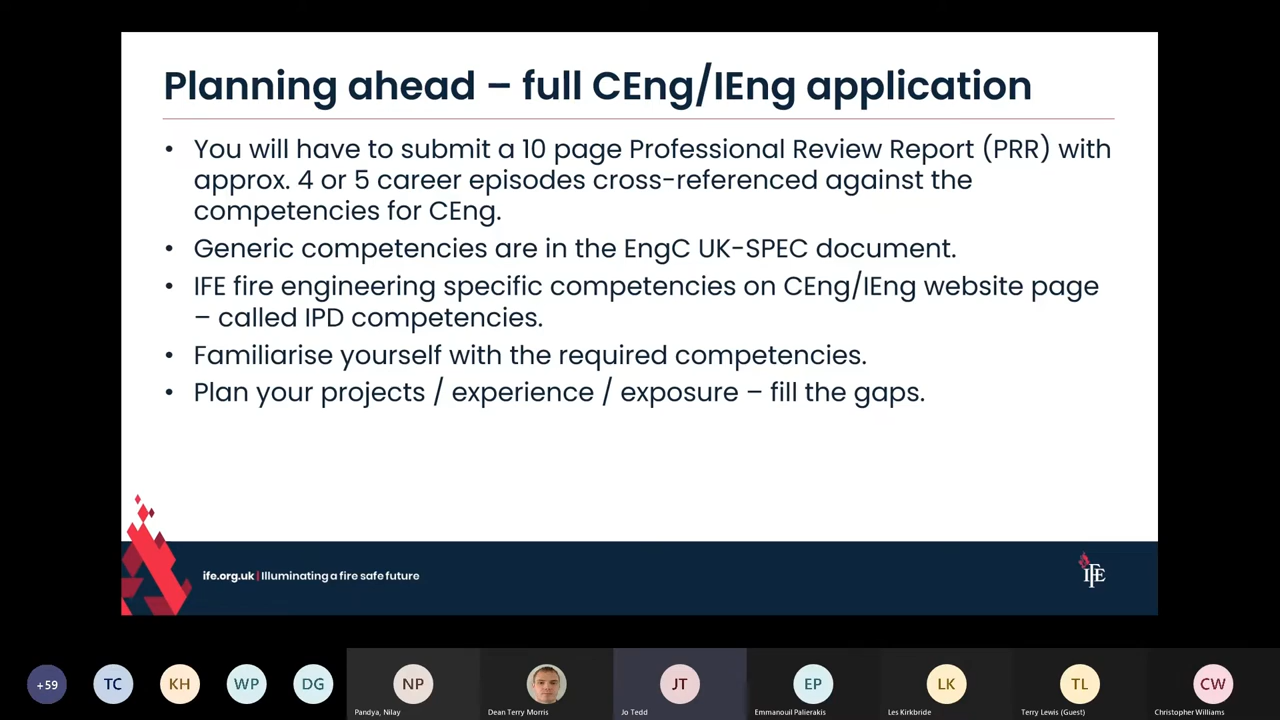 Planning ahead – full CEng/IEng application
• You will have to submit a 10 page Professional Review Report (PRR) with
approx. 4 or 5 career episodes cross-referenced against the
competencies for CEng.
• Generic competencies are in the EngC UK-SPEC document.
• IFE fire engineering specific competencies on CEng/IEng website page
– called IPD competencies.
• Familiarise yourself with the required competencies.
• Plan your projects / experience / exposure – fill the gaps.
ife.org.uk | Illuminating a fire safe future
IFE
+59
TC
KH
WP
DG
NP
JT
EP
LK
TL
CW
Pandya, Nilay
Dean Terry Morris
Jo Tedd
Emmanouil Palierakis
Les Kirkbride
Terry Lewis (Guest)
Christopher Williams